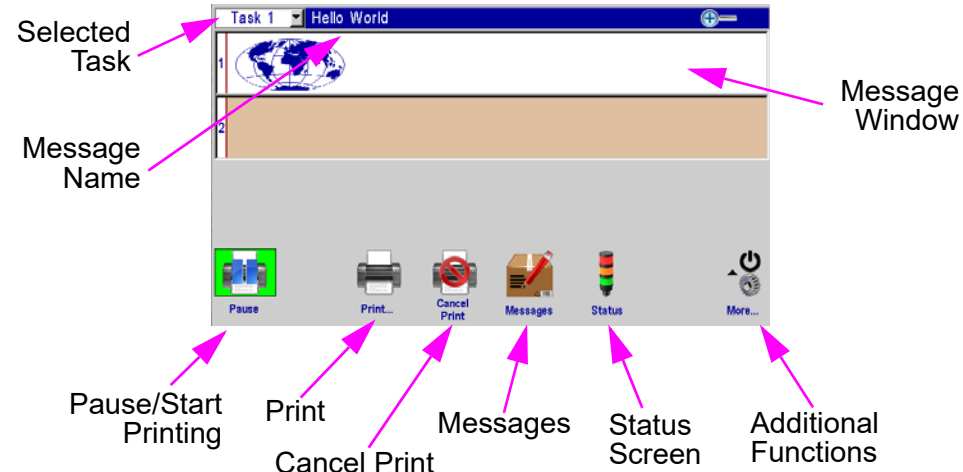 Task 1 Hello World
Selected
Task
1
Message
Window
2
Message
Name
Pause
Print...
Cancel
Print
Messages
Status
More...
Pause/Start
Printing
Print
Cancel Print
Messages
Status
Screen
Additional
Functions